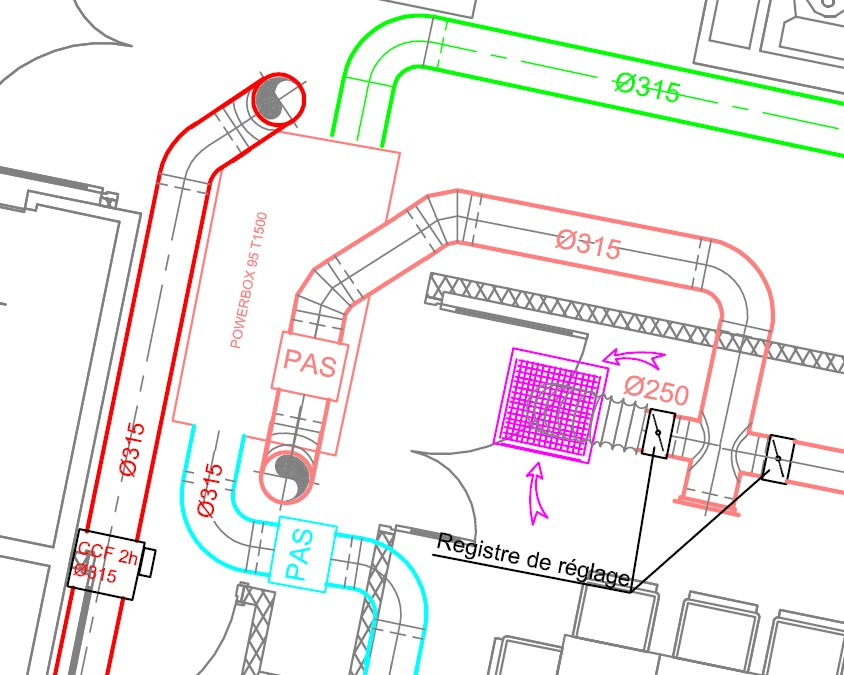 Ø315
POWERBOX 95 T1500
Ø315
PAS
Ø250
Ø315
Ø315
PAS
CCF 2h
Ø315
Registre de réglage